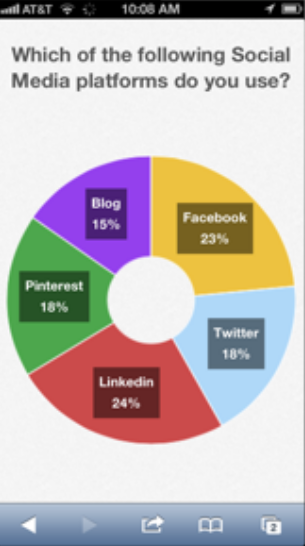 AT&T
10:08 AM
Which of the following Social
Media platforms do you use?
Blog
15%
Facebook
23%
Pinterest
18%
Twitter
18%
Linkedin
24%
2